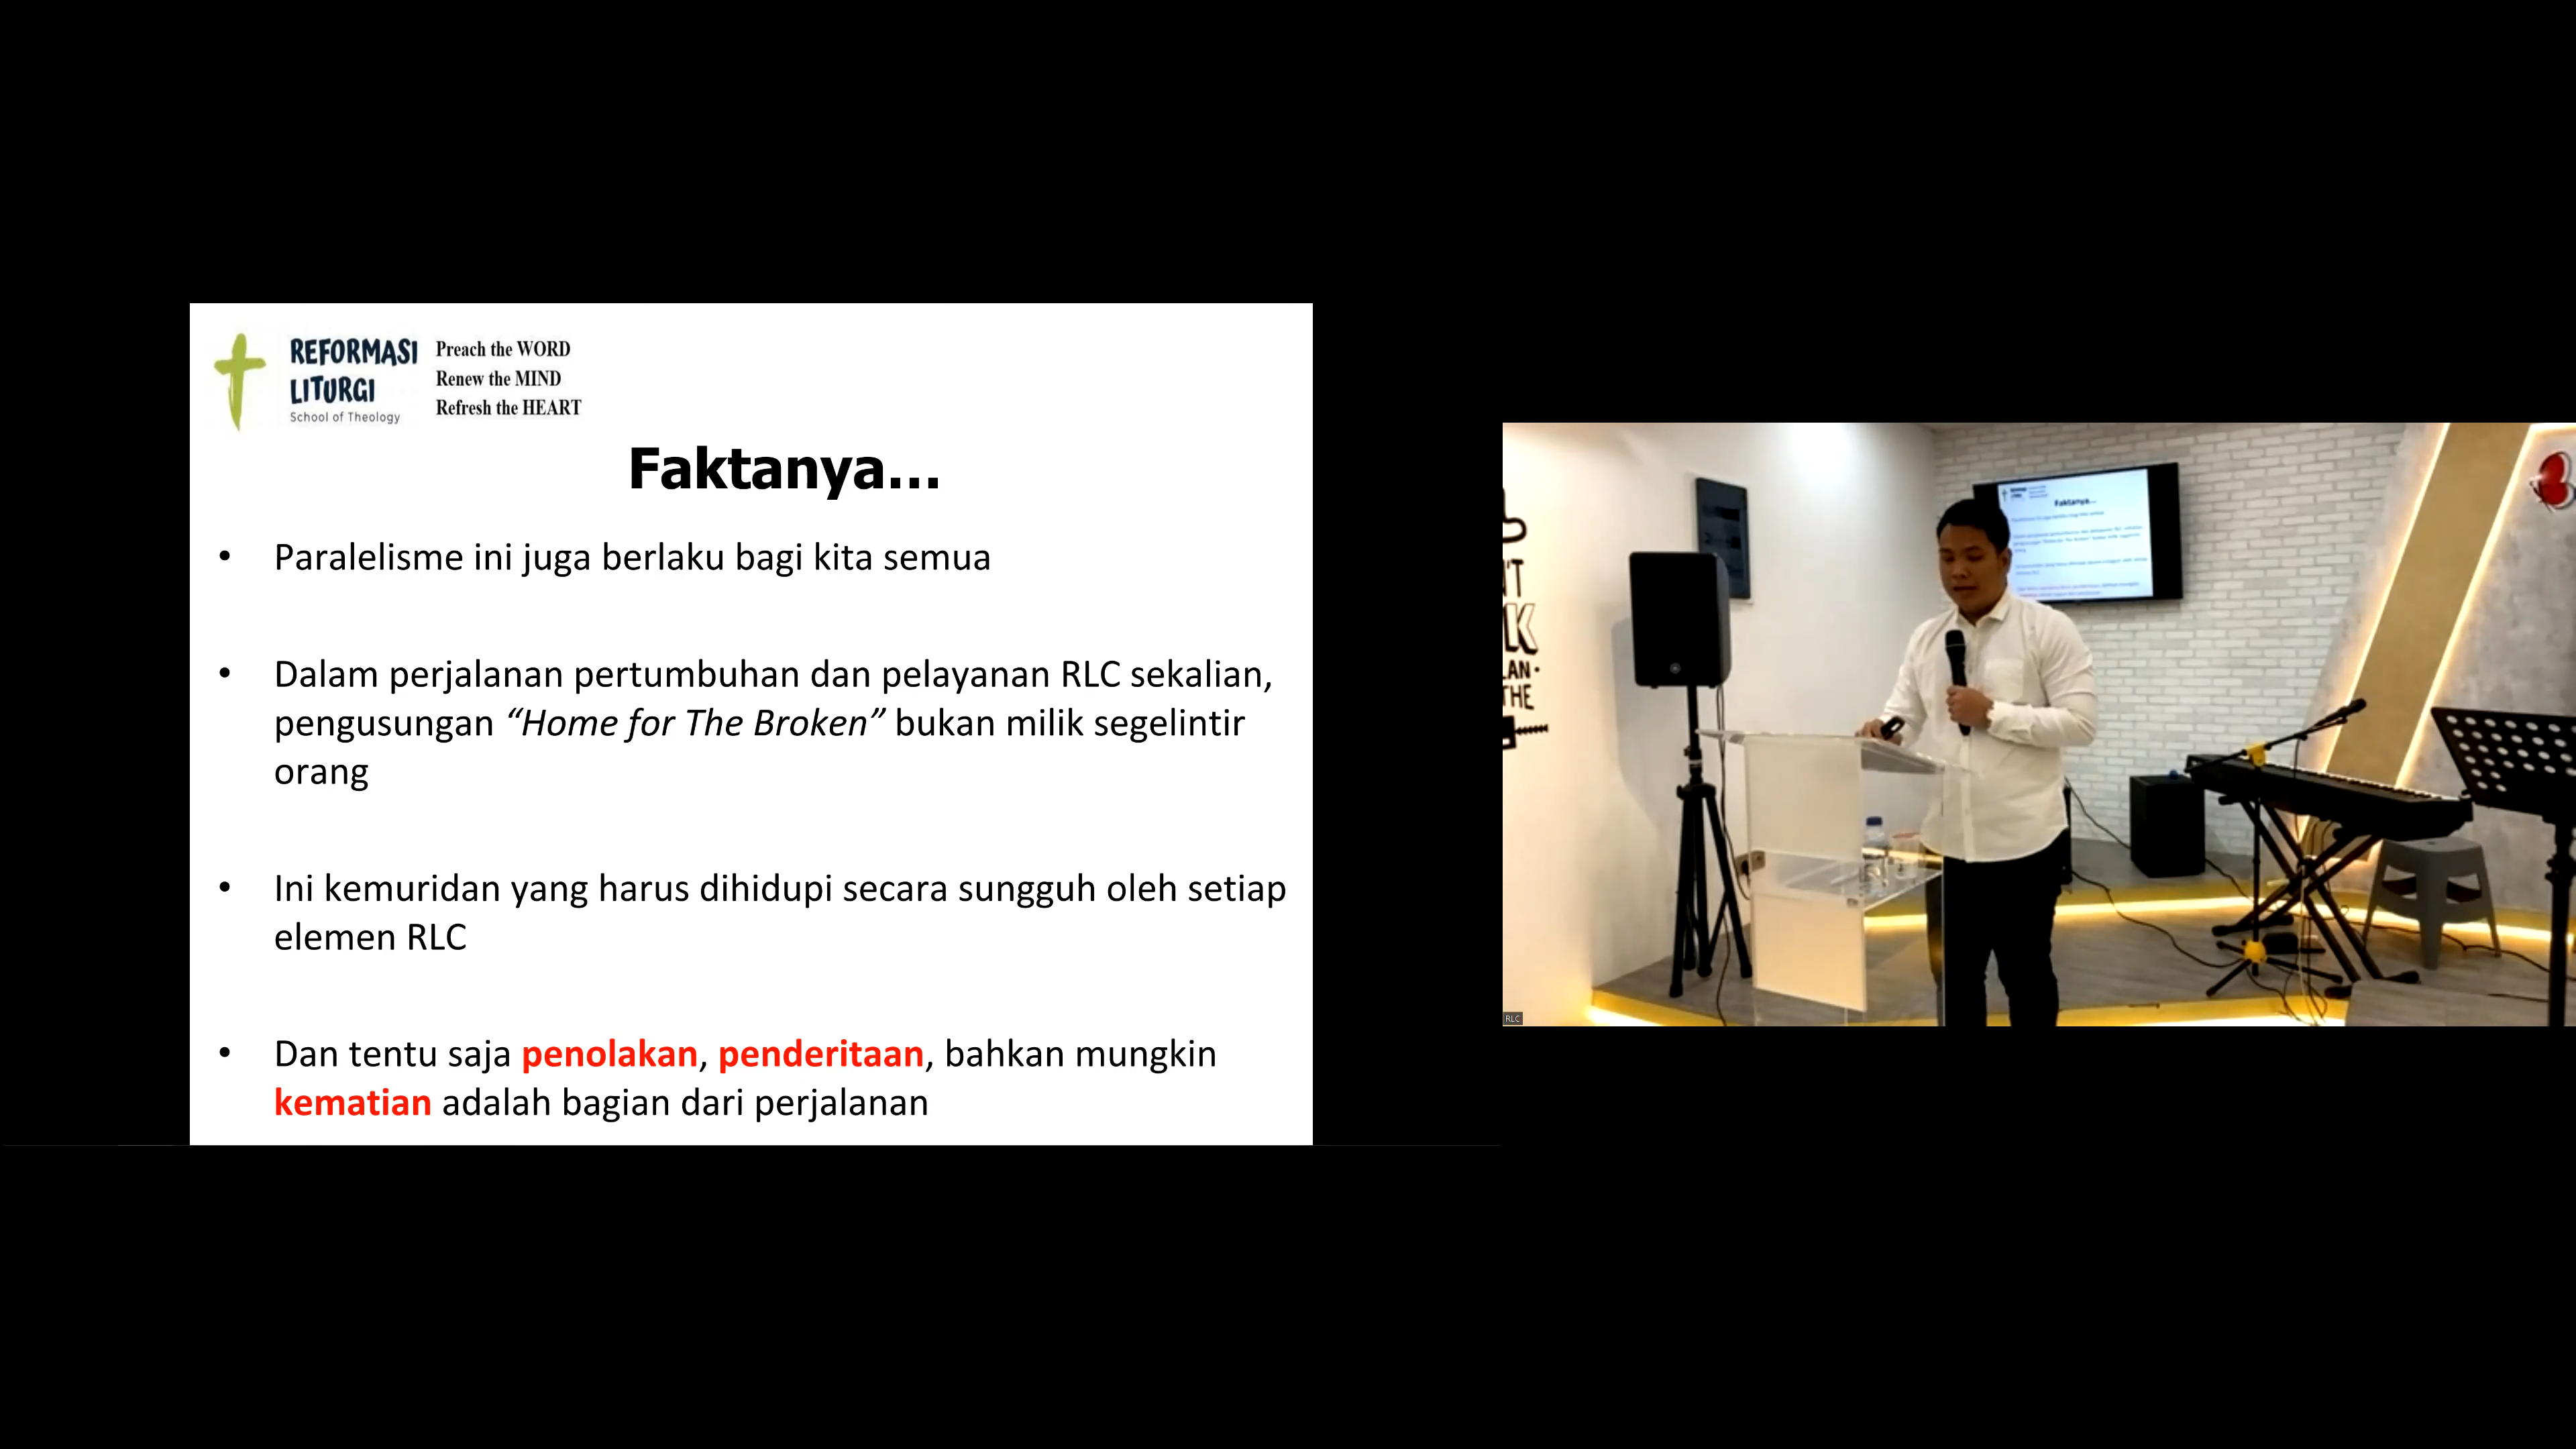 REFORMASI
LITURGI
School of Theology
Preach the WORD
Renew the MIND
Refresh the HEART
Faktanya...
• Paralelisme ini juga berlaku bagi kita semua
• Dalam perjalanan pertumbuhan dan pelayanan RLC sekalian,
pengusungan “Home for The Broken” bukan milik segelintir
orang
• Ini kemuridan yang harus dihidupi secara sungguh oleh setiap
elemen RLC
• Dan tentu saja penolakan, penderitaan, bahkan mungkin
kematian adalah bagian dari perjalanan
Faktanya...
THE
RLC